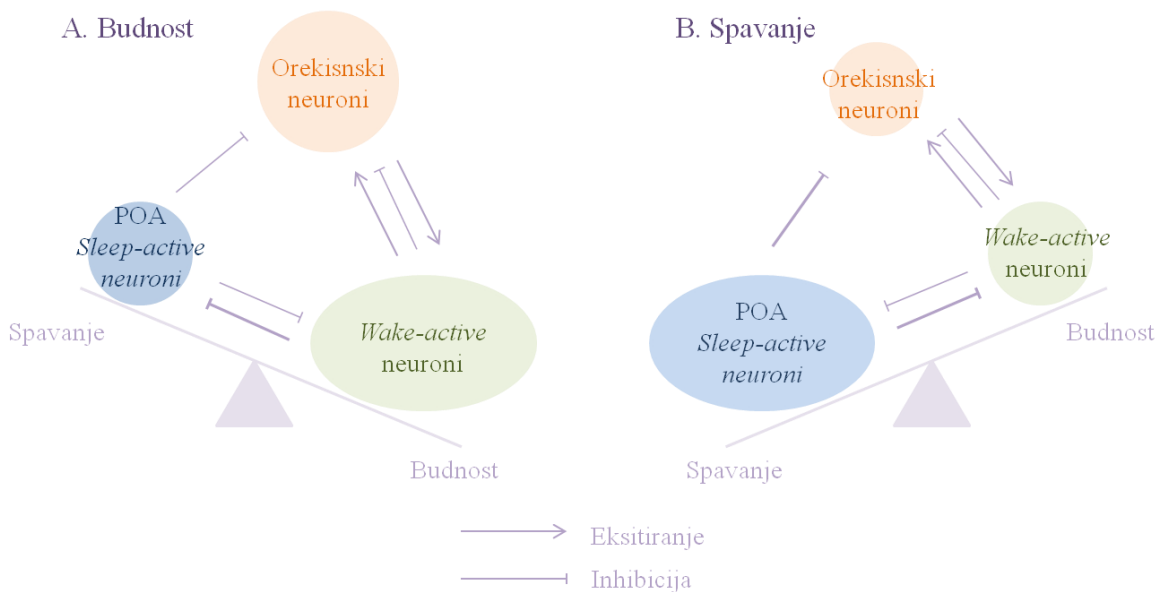 A. Budnost
Orekisnski
neuroni
POA
Sleep-active
neuroni
Wake-active
neuroni
Spavanje
Budnost
B. Spavanje
Orekisnski
neuroni
Wake-active
neuroni
POA
Sleep-active
neuroni
Budnost
Spavanje
Eksitiranje
Inhibicija